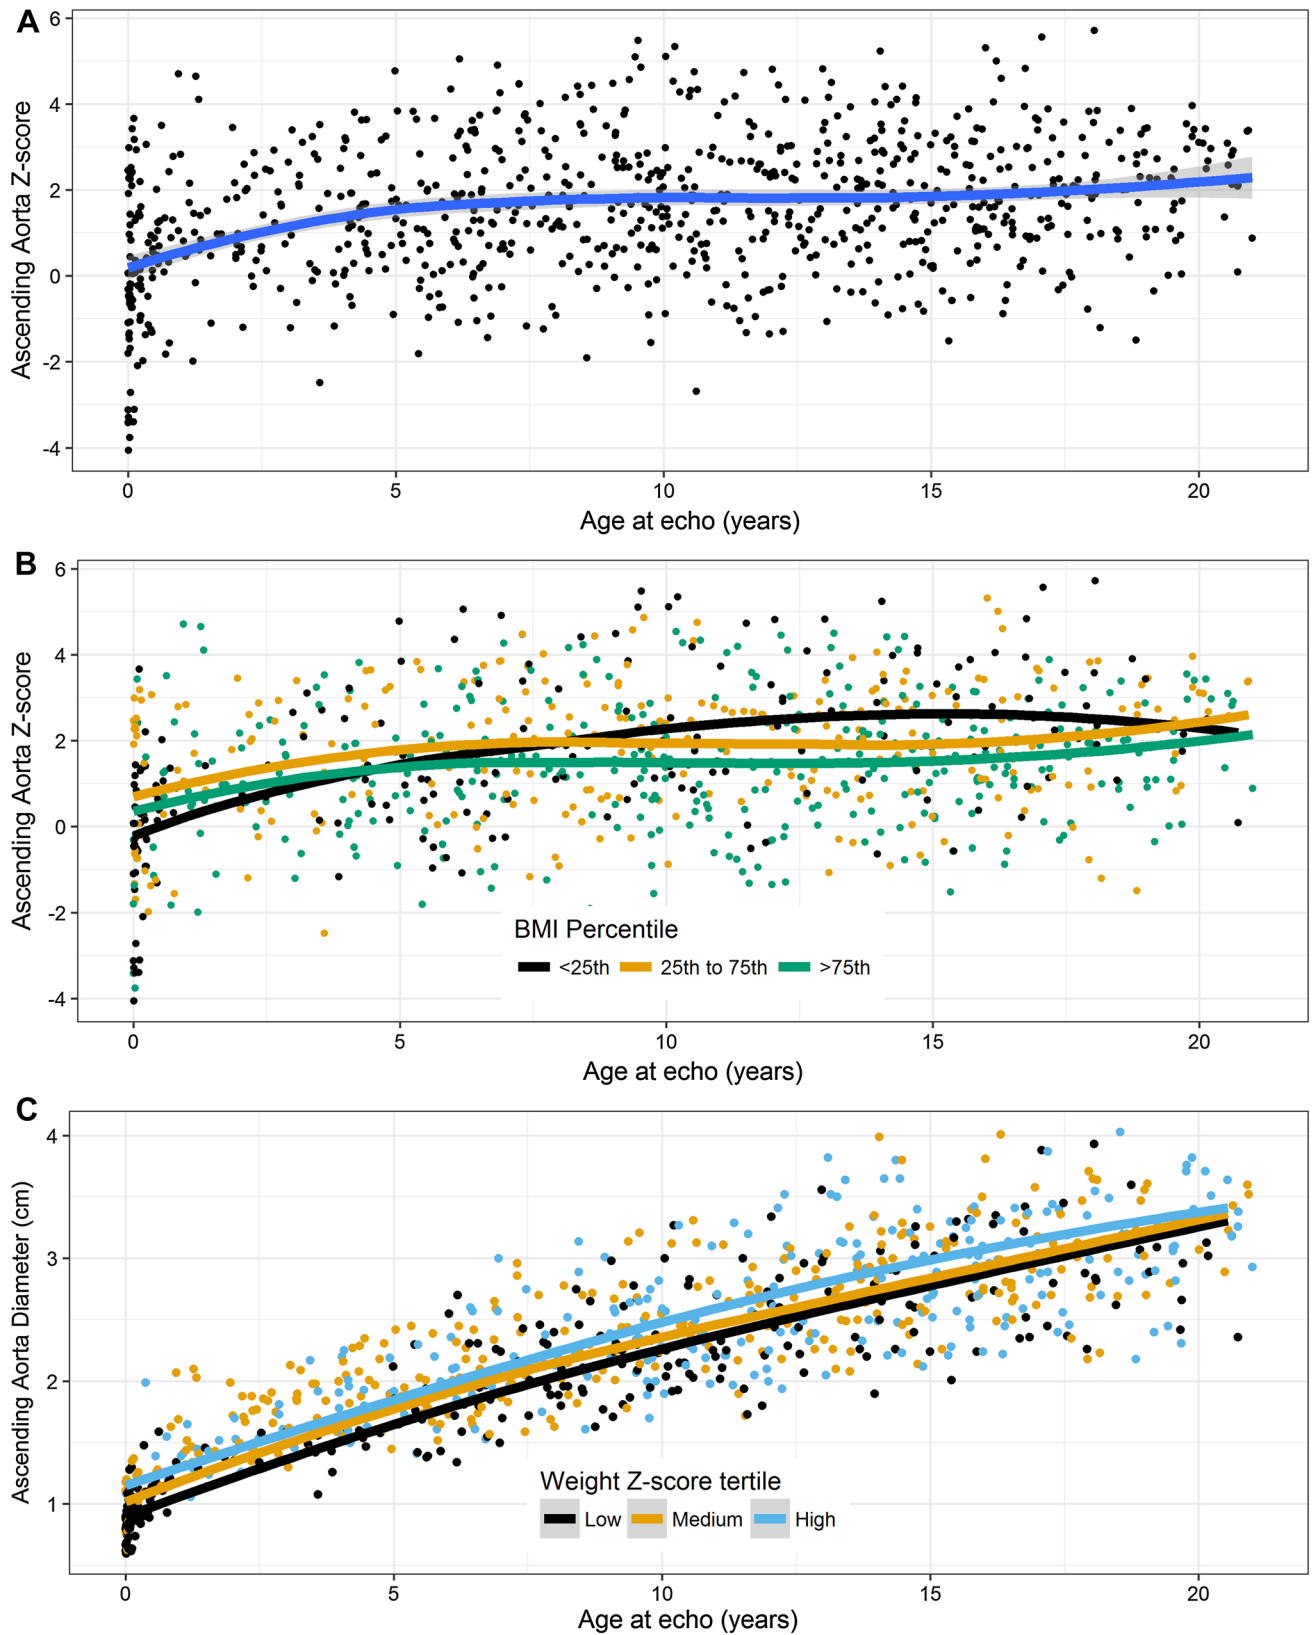 A
Ascending Aorta Z-score
6
4
2
0
-2
-4
0 5 10 15 20
Age at echo (years)
B
Ascending Aorta Z-score
6
4
2
0
-2
-4
BMI Percentile
<25th 25th to 75th >75th
0 5 10 15 20
Age at echo (years)
C
Ascending Aorta Diameter (cm)
4
3
2
1
Weight Z-score tertile
Low Medium High
0 5 10 15 20
Age at echo (years)